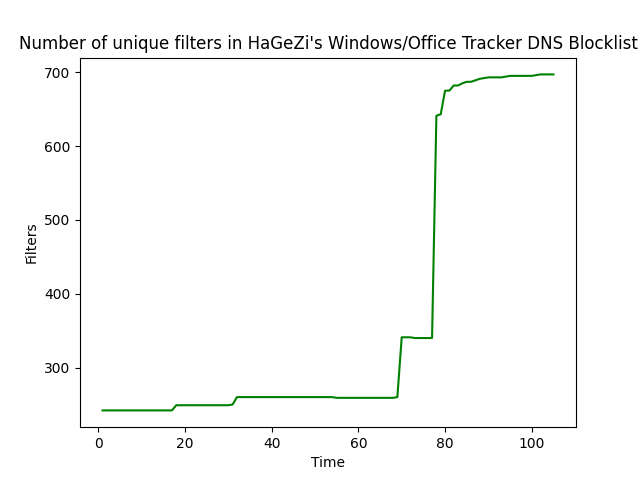 Number of unique filters in HaGeZi's Windows/Office Tracker DNS Blocklist
700
600
500
400
300
Filters
0 20 40 60 80 100
Time